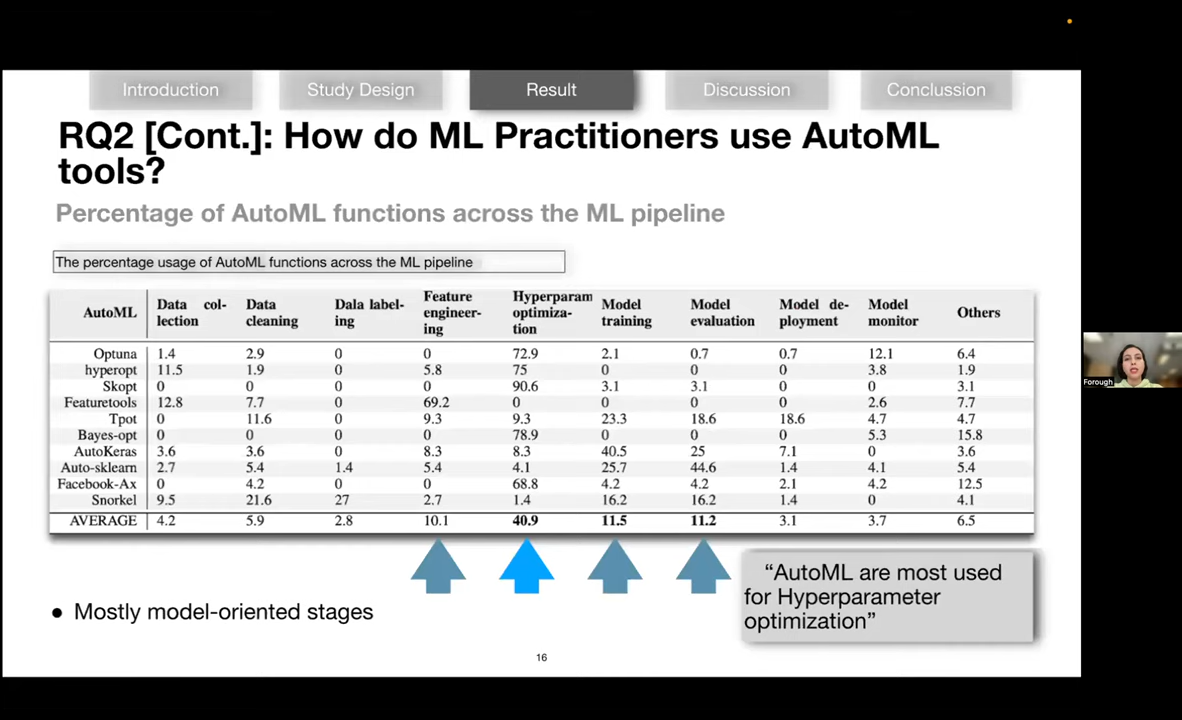 Introduction Study Design Result Discussion Conclussion
RQ2 [Cont.]: How do ML Practitioners use AutoML
tools?
Percentage of AutoML functions across the ML pipeline
The percentage usage of AutoML functions across the ML pipeline
AutoML Data col-lection Data cleaning Dala label-ing Feature engineer-ing Hyperparam optimiza-tion Model training Model evaluation Model de-ployment Model monitor Others
Optuna 1.4 2.9 0 0 72.9 2.1 0.7 0.7 12.1 6.4
hyperopt 11.5 1.9 0 5.8 75 0 0 0 3.8 1.9
Skopt 0 0 0 0 90.6 3.1 3.1 0 0 3.1
Featuretools 12.8 7.7 0 69.2 0 0 0 0 2.6 7.7
Tpot 0 11.6 0 9.3 9.3 23.3 18.6 18.6 4.7 4.7
Bayes-opt 0 0 0 0 78.9 0 0 0 5.3 15.8
AutoKeras 3.6 3.6 0 8.3 8.3 40.5 25 7.1 0 3.6
Auto-sklearn 2.7 5.4 1.4 5.4 4.1 25.7 44.6 1.4 4.1 5.4
Facebook-Ax 0 4.2 0 0 68.8 4.2 4.2 2.1 4.2 12.5
Snorkel 9.5 21.6 27 2.7 1.4 16.2 16.2 1.4 0 4.1
AVERAGE 4.2 5.9 2.8 10.1 40.9 11.5 11.2 3.1 3.7 6.5
● Mostly model-oriented stages
“AutoML are most used
for Hyperparameter
optimization”
16
Forough